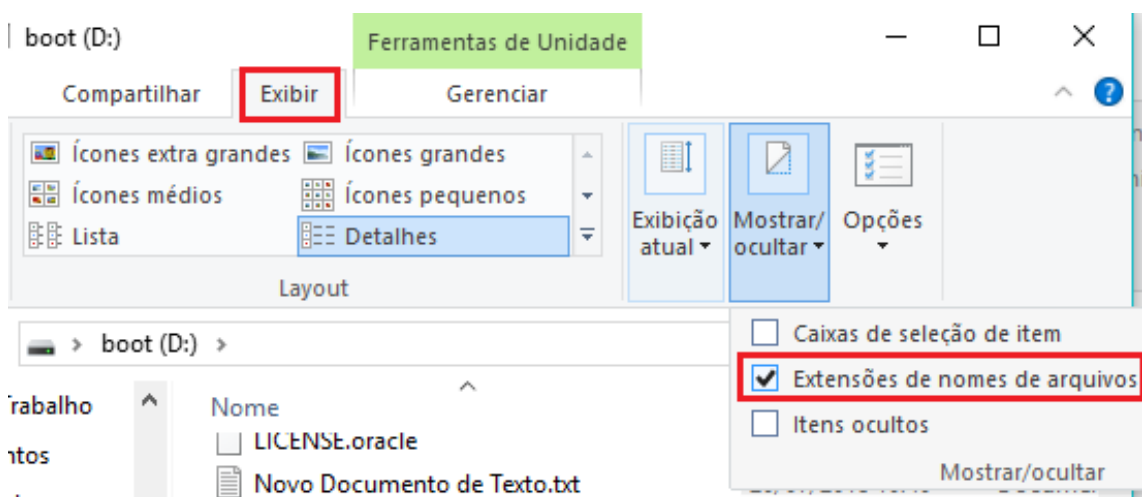 boot (D:)
Ferramentas de Unidade
Compartilhar
Exibir
Gerenciar
Ícones extra grandes
Ícones grandes
Ícones médios
Ícones pequenos
Lista
Detalhes
Exibição
atual
Mostrar/
ocultar
Opções
Layout
boot (D:)
Caixas de seleção de item
Extensões de nomes de arquivos
Itens ocultos
Mostrar/ocultar
Nome
LICENSE.oracle
Novo Documento de Texto.txt